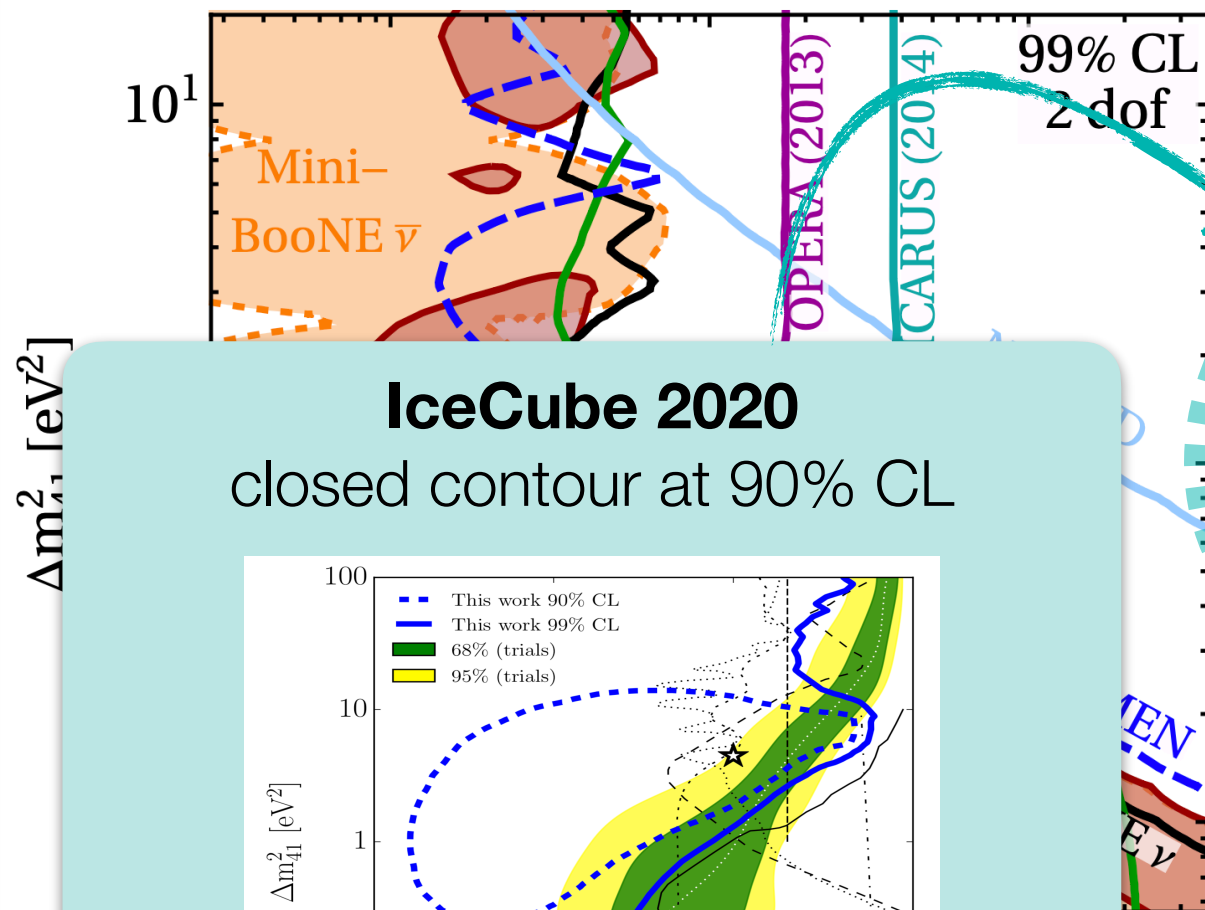 99% CL
2 dof
10¹
OPERA (2013)
ICARUS (2014)
Mini–
BooNE ν̅
Δm²₄₁ [eV²]
IceCube 2020
closed contour at 90% CL
100
This work 90% CL
This work 99% CL
68% (trials)
95% (trials)
10
Δm²₄₁ [eV²]
1
MEN
E ν